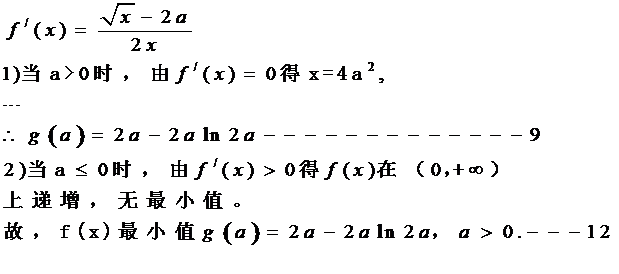 f′(x) = (√x − 2a) / (2x)
1)当 a>0时， 由 f′(x) = 0得 x=4a²,
---
∴ g(a) = 2a − 2a ln 2a − − − − − − − − − − − − − 9
2)当 a ≤ 0时， 由 f′(x) > 0得 f(x)在 （0,+∞）
上递增， 无最小值。
故， f(x)最小值 g(a) = 2a − 2a ln 2a, a > 0.− − −12